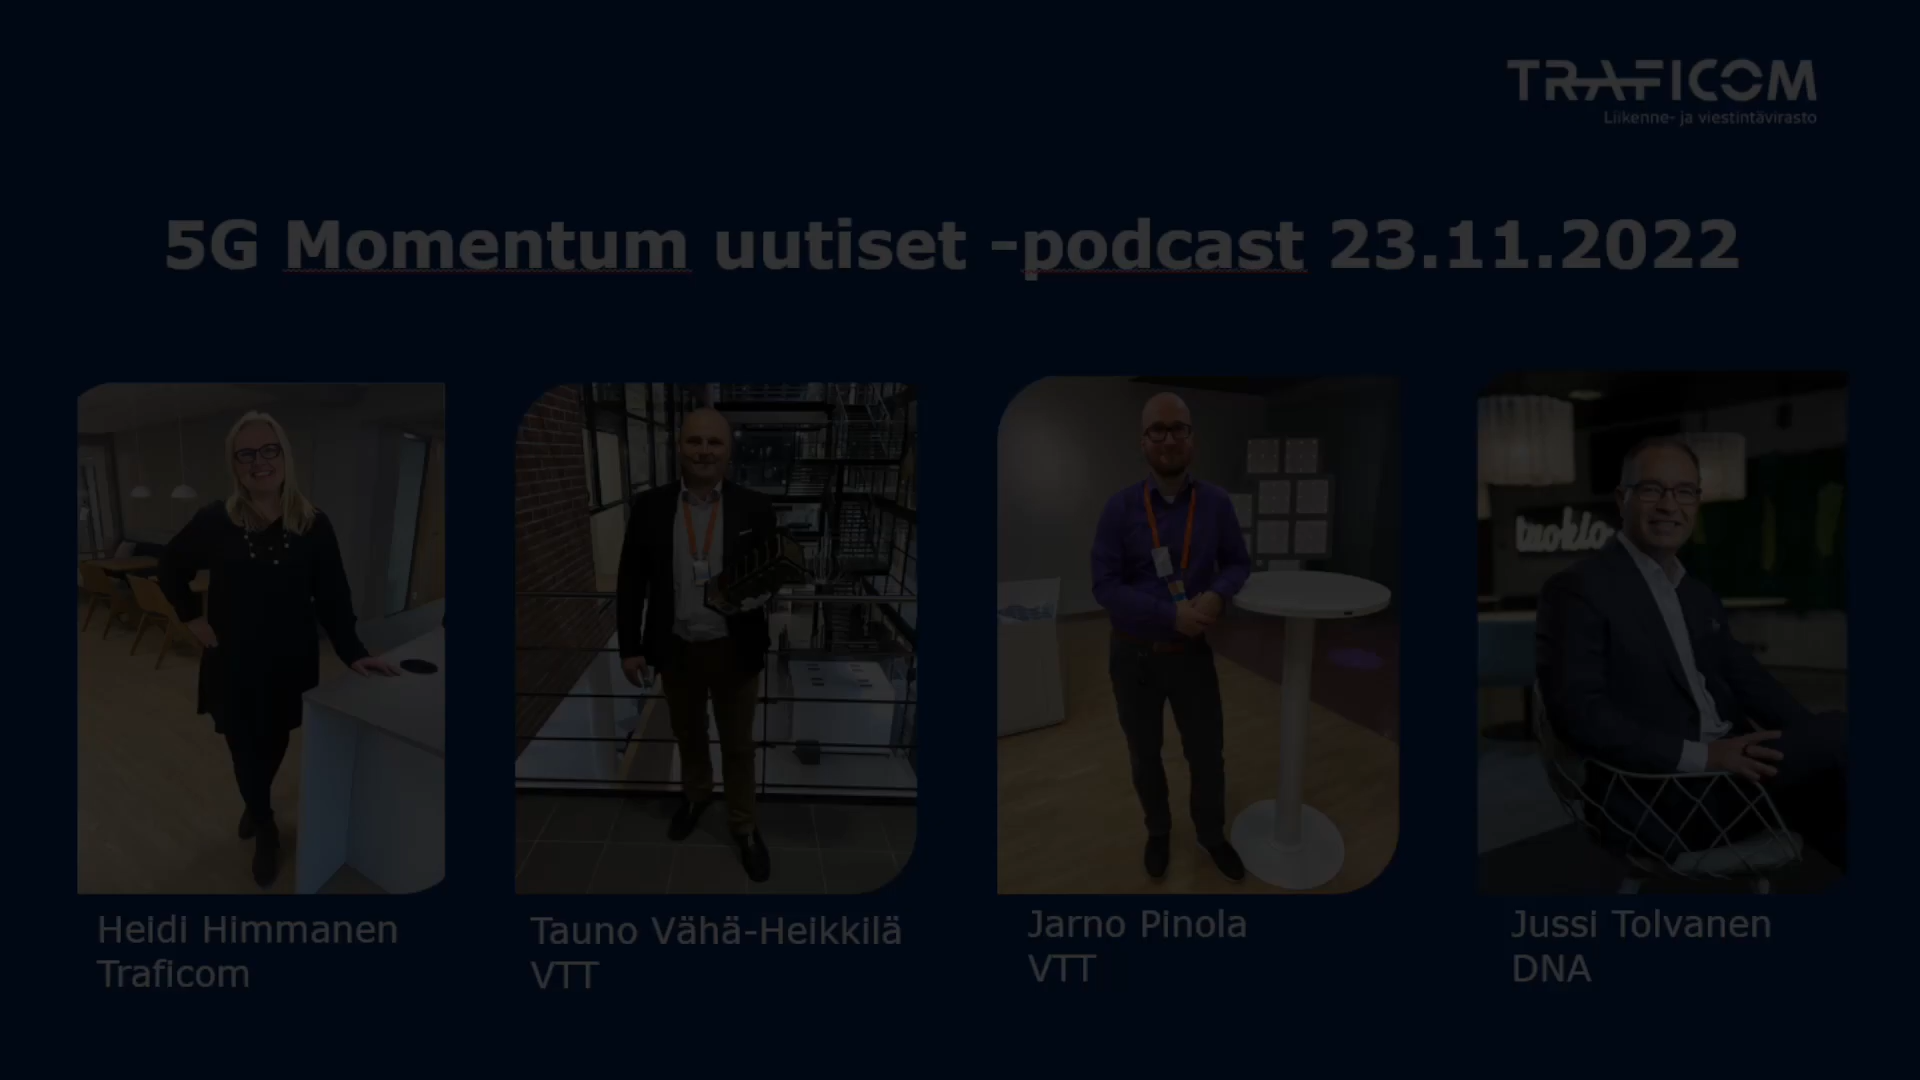 TRAFICOM
Liikenne- ja viestintävirasto
5G Momentum uutiset -podcast 23.11.2022
tuokio
Heidi Himmanen
Traficom
Tauno Vähä-Heikkilä
VTT
Jarno Pinola
VTT
Jussi Tolvanen
DNA